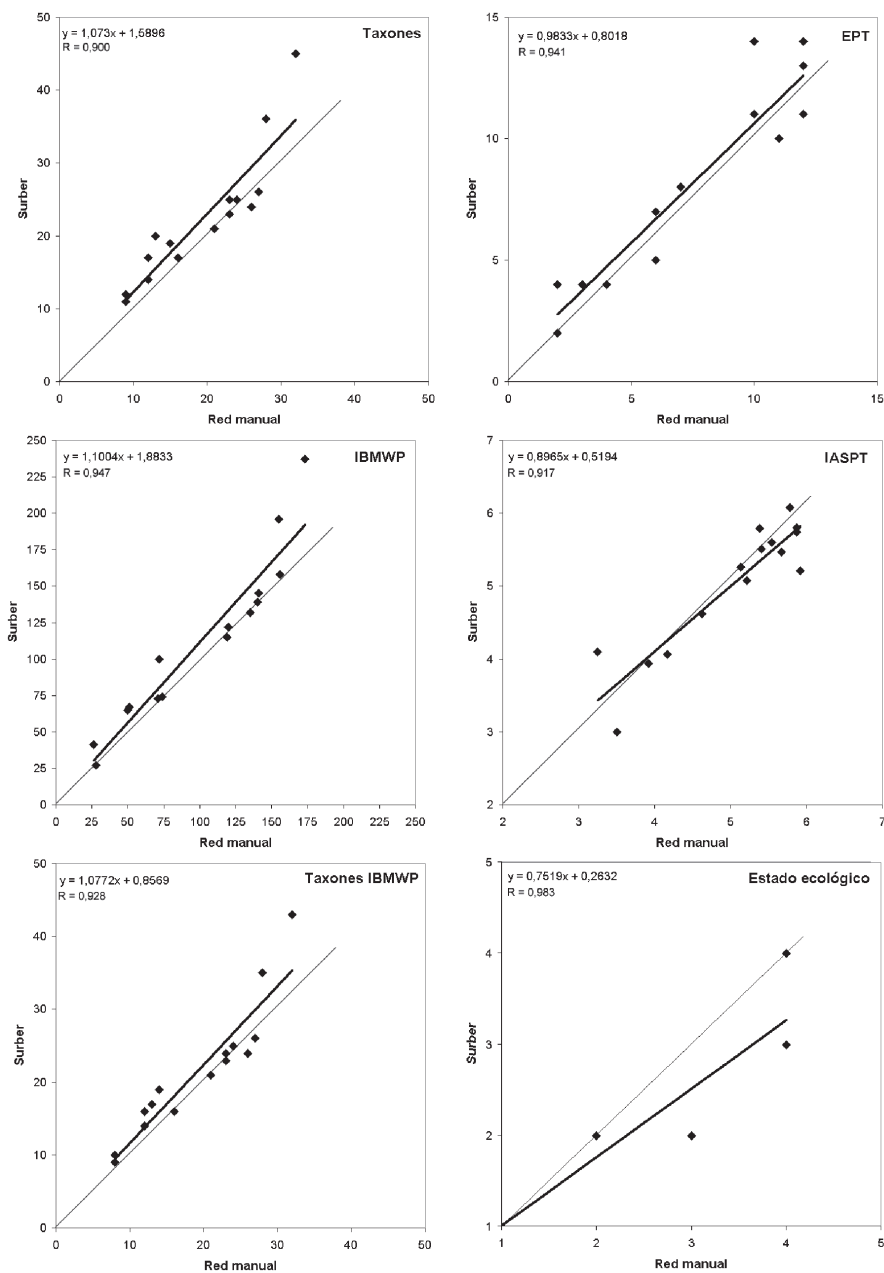 y = 1,073x + 1,5896
R = 0,900
Taxones
50
40
30
20
10
0
Surber
0 10 20 30 40 50
Red manual
y = 0,9833x + 0,8018
R = 0,941
EPT
15
10
5
0
Surber
0 5 10 15
Red manual
y = 1,1004x + 1,8833
R = 0,947
IBMWP
250
225
200
175
150
125
100
75
50
25
0
Surber
0 25 50 75 100 125 150 175 200 225 250
Red manual
y = 0,8965x + 0,5194
R = 0,917
IASPT
7
6
5
4
3
2
Surber
2 3 4 5 6 7
Red manual
y = 1,0772x + 0,8569
R = 0,928
Taxones IBMWP
50
40
30
20
10
0
Surber
0 10 20 30 40 50
Red manual
y = 0,7519x + 0,2632
R = 0,983
Estado ecológico
5
4
3
2
1
Surber
1 2 3 4 5
Red manual